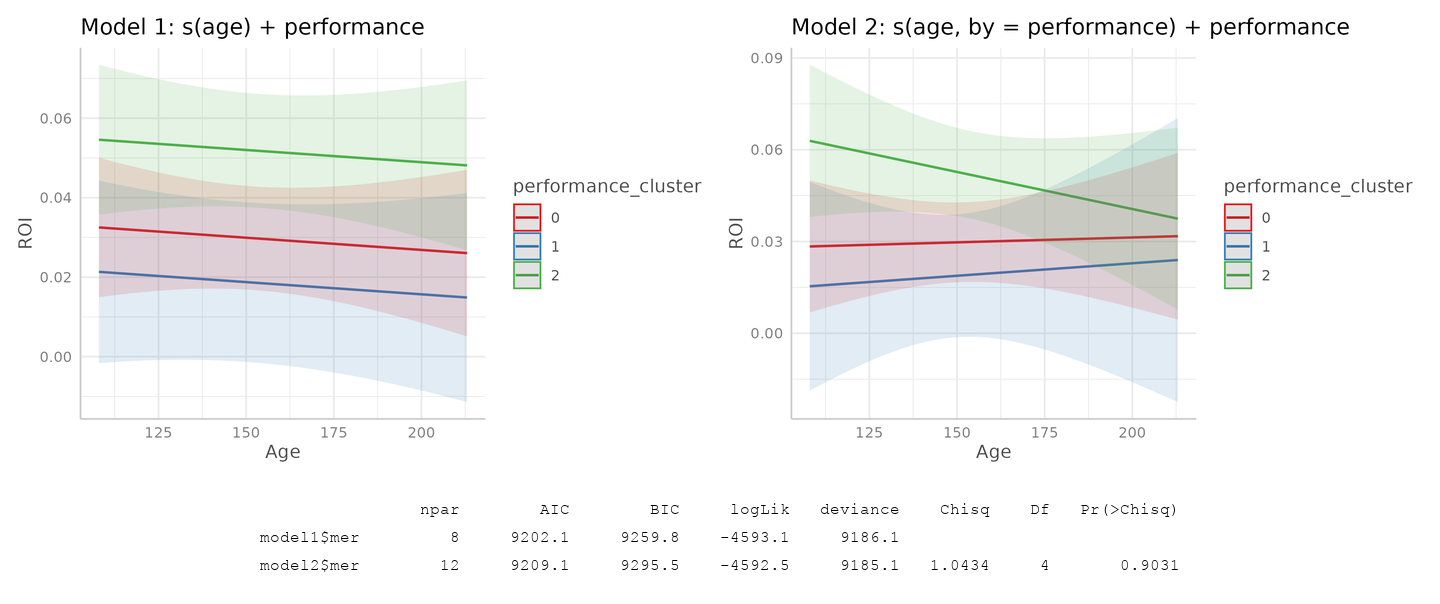 Model 1: s(age) + performance
0.06
0.04
0.02
0.00
ROI
125 150 175 200
Age
performance_cluster
0
1
2
Model 2: s(age, by = performance) + performance
0.09
0.06
0.03
0.00
ROI
125 150 175 200
Age
performance_cluster
0
1
2
npar AIC BIC logLik deviance Chisq Df Pr(>Chisq)
model1$mer 8 9202.1 9259.8 -4593.1 9186.1
model2$mer 12 9209.1 9295.5 -4592.5 9185.1 1.0434 4 0.9031